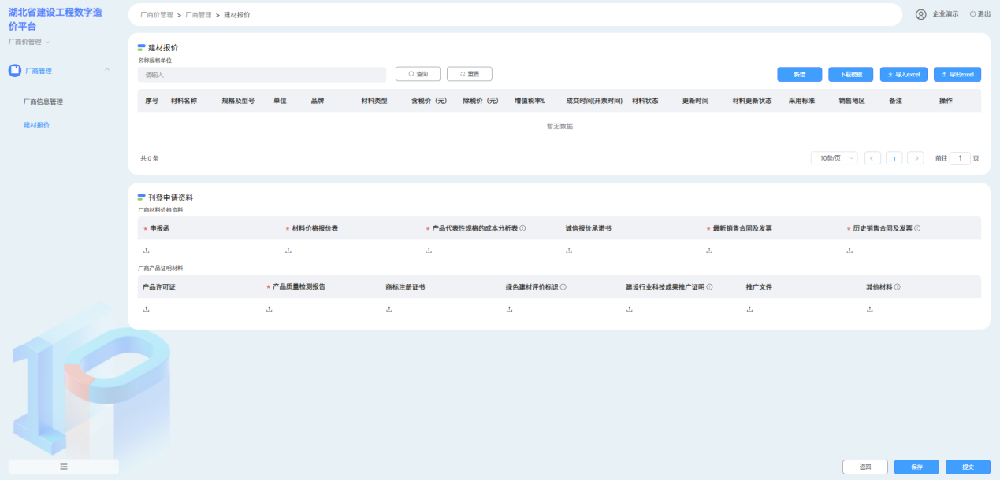 湖北省建设工程数字造
价平台
厂商价管理
厂商管理
厂商信息管理
建材报价
厂商价管理 > 厂商管理 > 建材报价
企业演示 退出
建材报价
名称规格单位
请输入 查询 重置 新增 下载模板 导入excel 导出excel
序号 材料名称 规格及型号 单位 品牌 材料类型 含税价（元） 除税价（元） 增值税率% 成交时间(开票时间) 材料状态 更新时间 材料更新状态 采用标准 销售地区 备注 操作
暂无数据
共 0 条 10条/页 < 1 > 前往 1 页
刊登申请资料
厂商材料价格资料
* 申报函 * 材料价格报价表 * 产品代表性规格的成本分析表 诚信报价承诺书 * 最新销售合同及发票 * 历史销售合同及发票
厂商产品证明材料
产品许可证 * 产品质量检测报告 商标注册证书 绿色建材评价标识 建设行业科技成果推广证明 推广文件 其他材料
返回 保存 提交